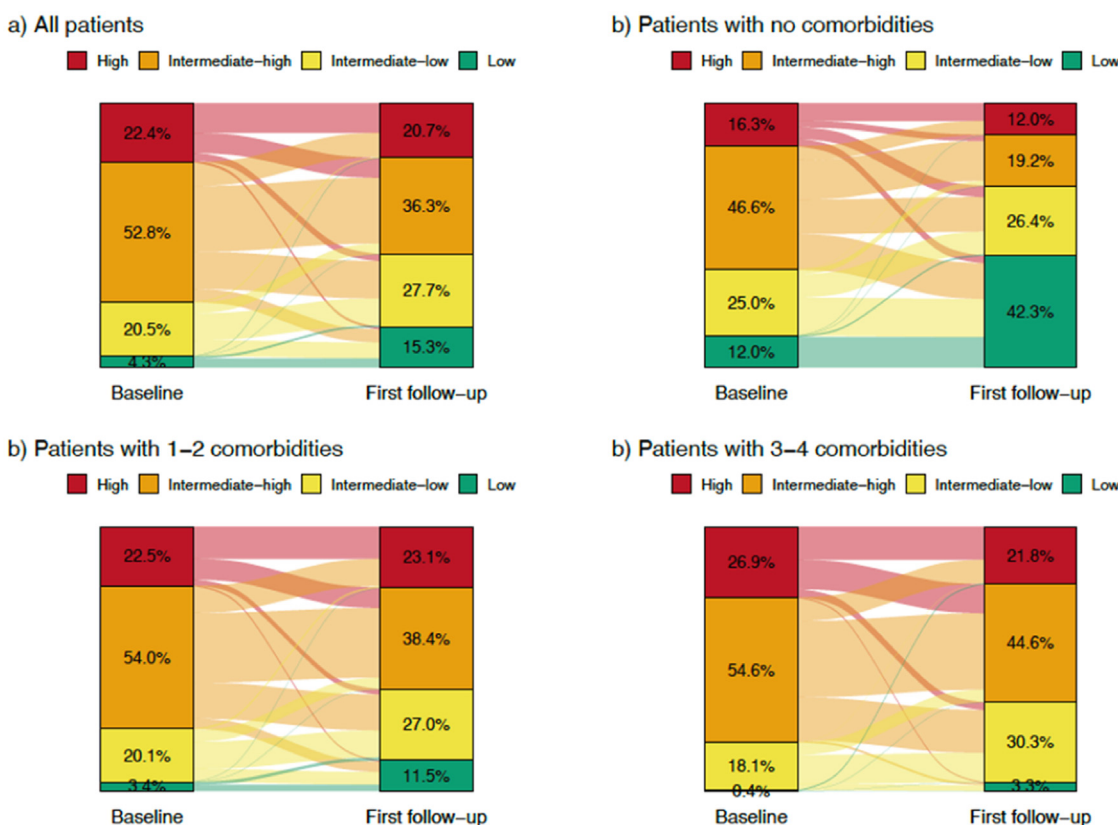 a) All patients
High Intermediate–high Intermediate–low Low
22.4%
52.8%
20.5%
4.3%
20.7%
36.3%
27.7%
15.3%
Baseline First follow–up
b) Patients with no comorbidities
High Intermediate–high Intermediate–low Low
16.3%
46.6%
25.0%
12.0%
12.0%
19.2%
26.4%
42.3%
Baseline First follow–up
b) Patients with 1–2 comorbidities
High Intermediate–high Intermediate–low Low
22.5%
54.0%
20.1%
3.4%
23.1%
38.4%
27.0%
11.5%
Baseline First follow–up
b) Patients with 3–4 comorbidities
High Intermediate–high Intermediate–low Low
26.9%
54.6%
18.1%
0.4%
21.8%
44.6%
30.3%
3.3%
Baseline First follow–up